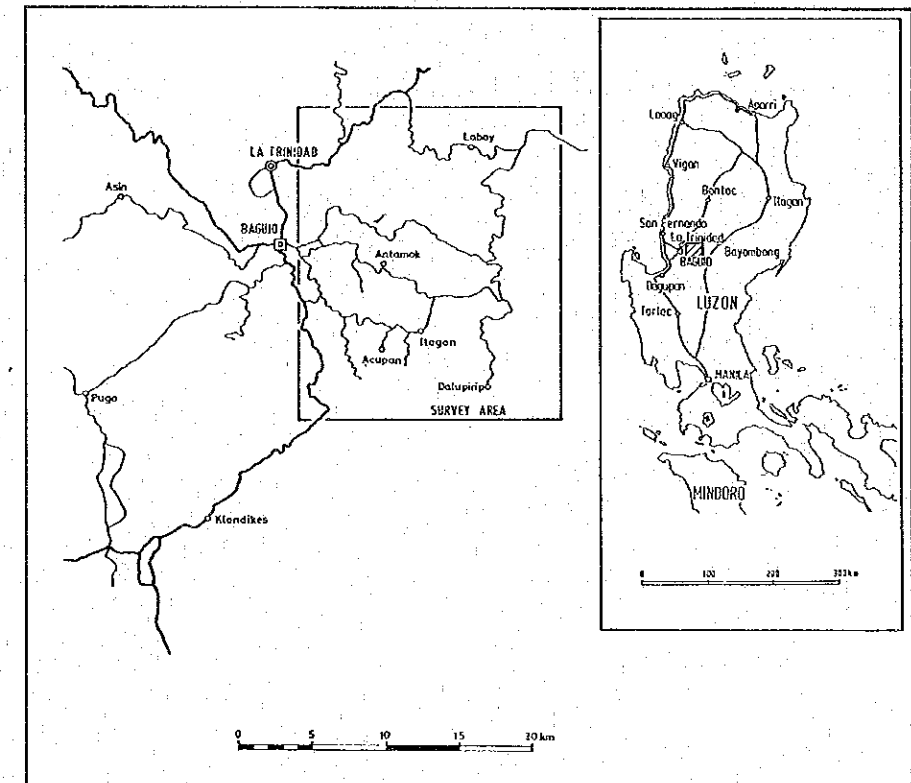 LA TRINIDAD
Asin
BAGUIO
Laboy
Antamok
Itogon
Acupan
Dalupiripo
SURVEY AREA
Pugo
Klondikes
0 5 10 15 20 km
Laoag
Aparri
Vigan
Bontoc
Ilagan
San Fernando
La Trinidad
BAGUIO
Bayombong
Dagupan
LUZON
Tarlac
MANILA
MINDORO
0 100 200 300 km